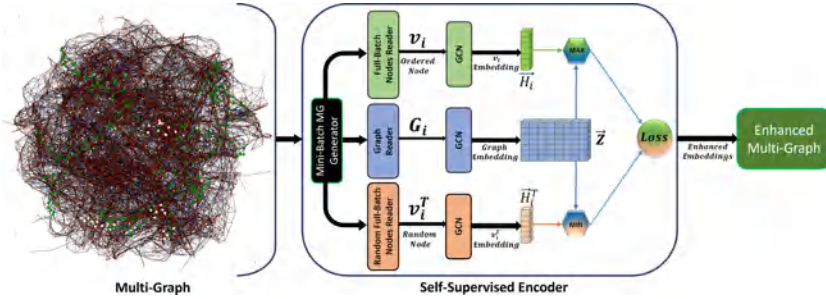 Mini-Batch MG
Generator
Full-Batch
Nodes Reader
v_i
Ordered
Node
GCN
v_i
Embedding
H_i
MAX
Graph
Reader
G_i
GCN
Graph
Embedding
Z
Loss
Enhanced
Embeddings
Enhanced
Multi-Graph
Random Full-Batch
Nodes Reader
v_i^T
Random
Node
GCN
v_i^T
Embedding
H_i^T
MIN
Multi-Graph
Self-Supervised Encoder